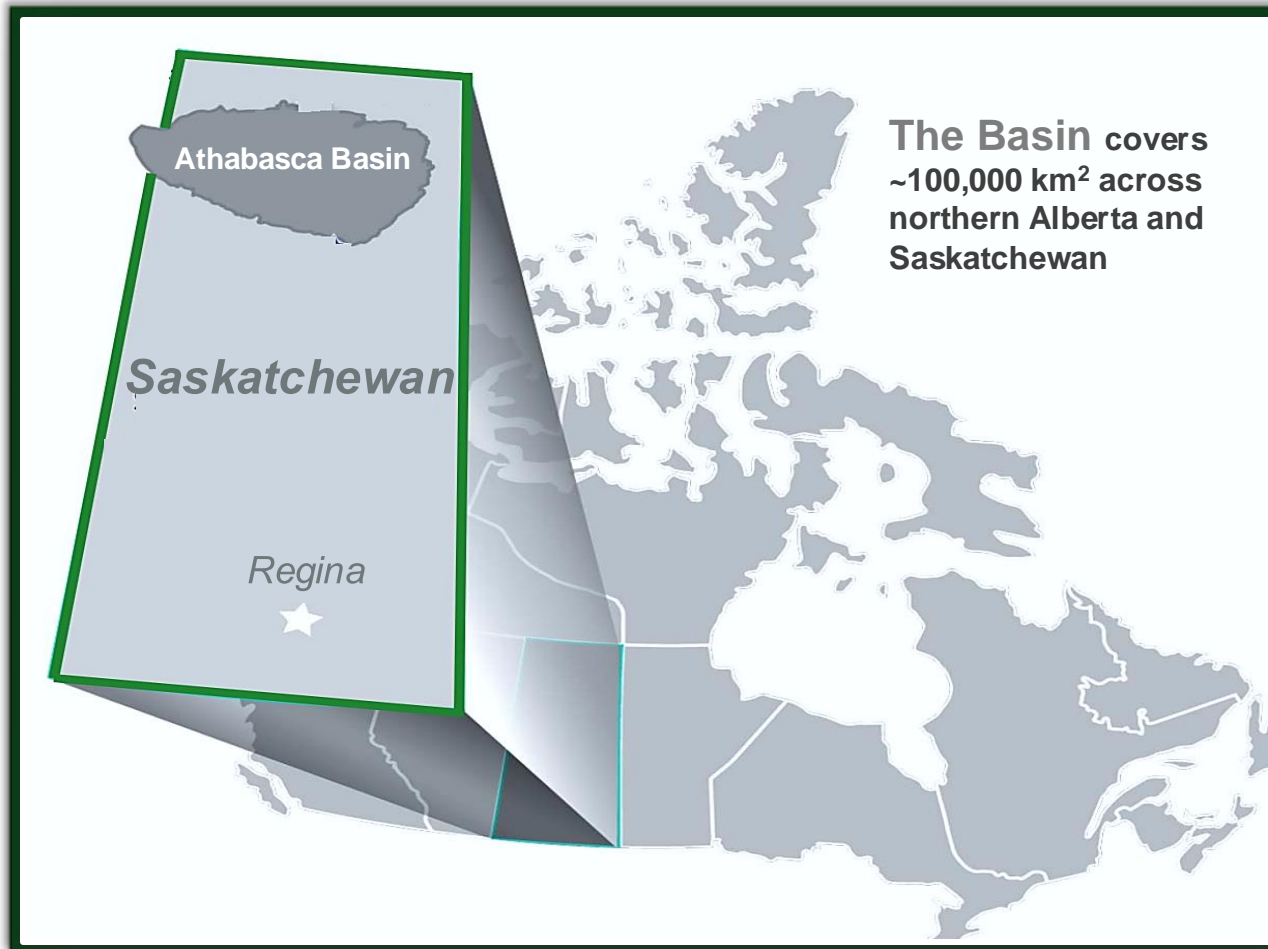 Athabasca Basin
The Basin covers
~100,000 km² across
northern Alberta and
Saskatchewan
Saskatchewan
Regina